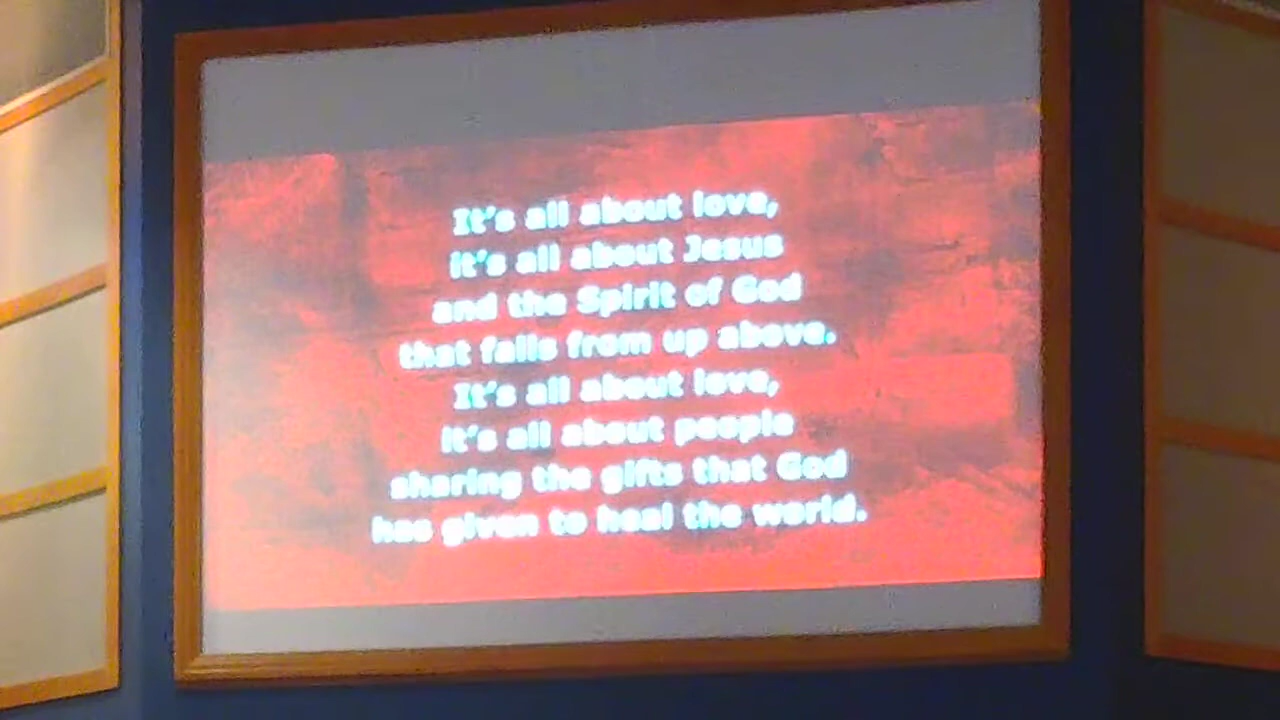 It's all about love,
it's all about Jesus
and the Spirit of God
that falls from up above.
It's all about love,
it's all about people
sharing the gifts that God
has given to heal the world.